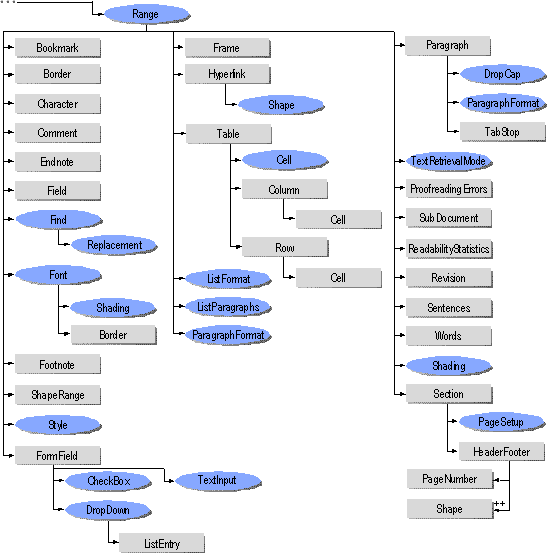 Range
Bookmark
Border
Character
Comment
Endnote
Field
Find
Replacement
Font
Shading
Border
Footnote
ShapeRange
Style
FormField
CheckBox
TextInput
DropDown
ListEntry
Frame
Hyperlink
Shape
Table
Cell
Column
Cell
Row
Cell
ListFormat
ListParagraphs
ParagraphFormat
Paragraph
DropCap
ParagraphFormat
TabStop
TextRetrievalMode
Proofreading Errors
SubDocument
ReadabilityStatistics
Revision
Sentences
Words
Shading
Section
PageSetup
HeaderFooter
PageNumber
Shape
++